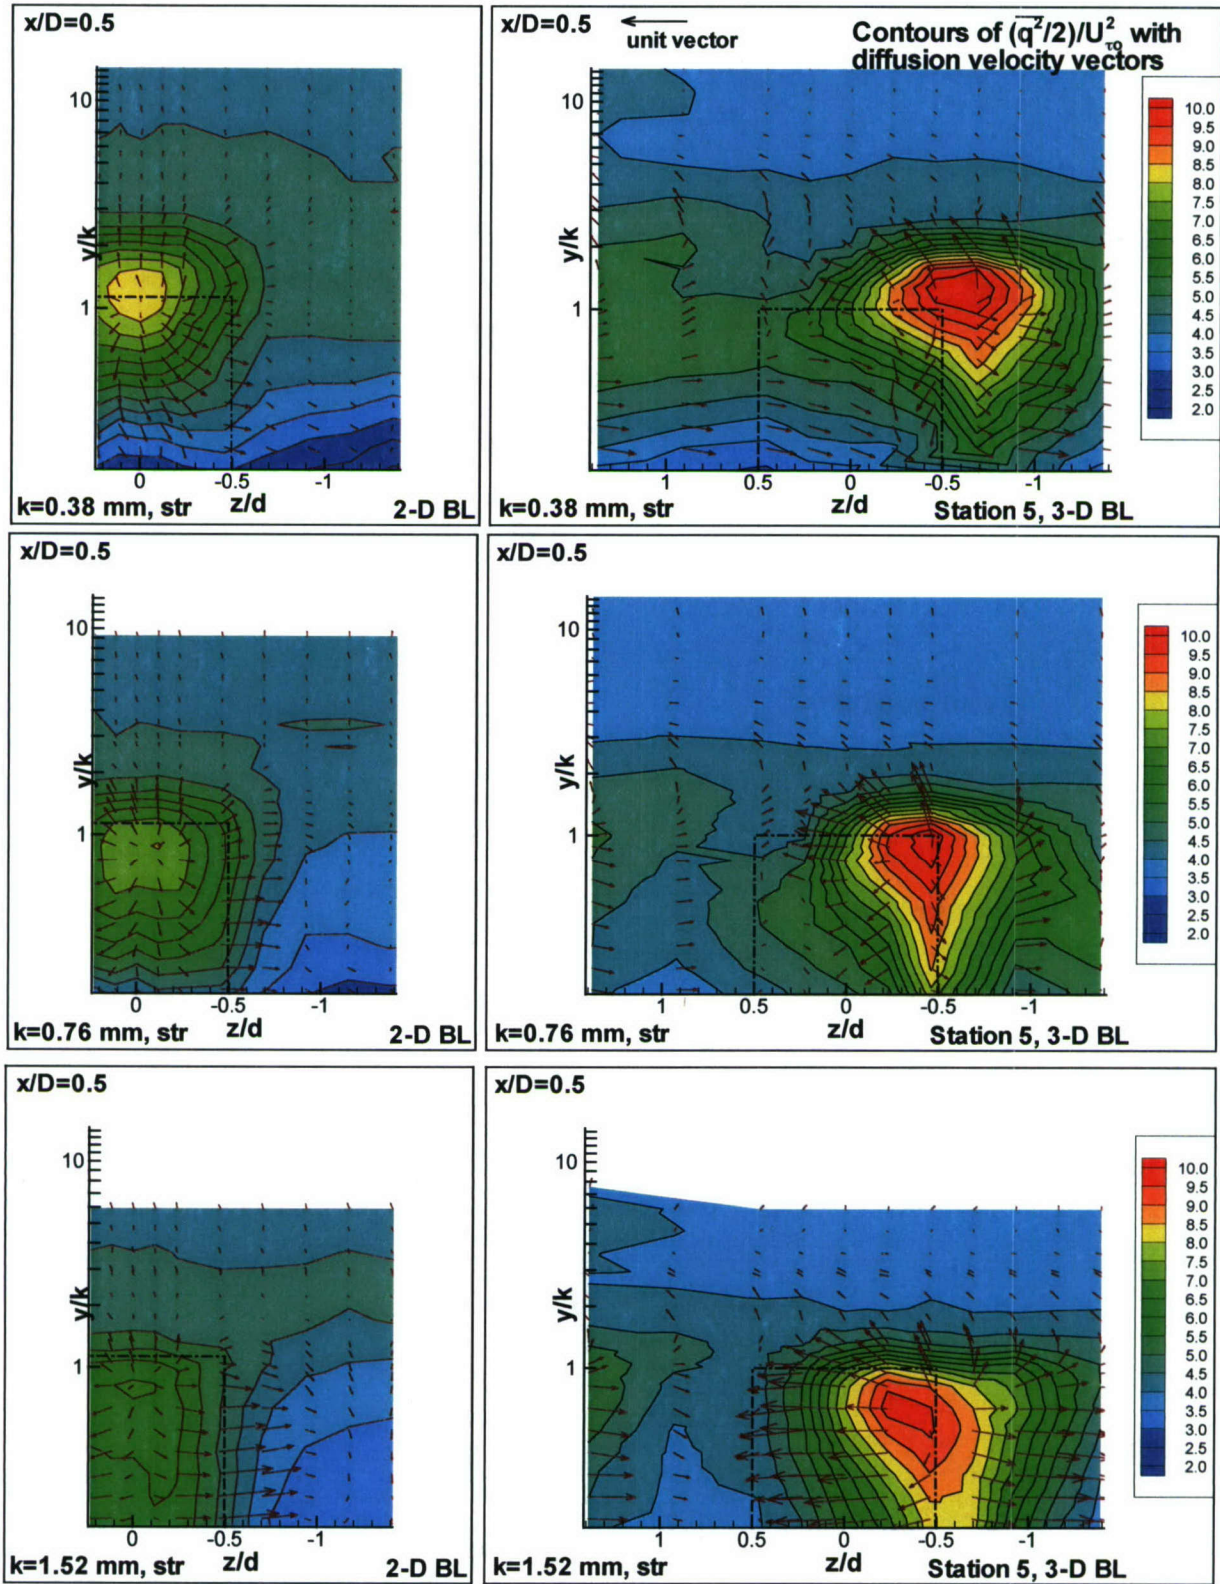 x/D=0.5
10
y/k
1
0 -0.5 -1
k=0.38 mm, str z/d 2-D BL
x/D=0.5
unit vector
Contours of (q²/2)/U²τ0 with
diffusion velocity vectors
10
y/k
1
1 0.5 0 -0.5 -1
k=0.38 mm, str z/d Station 5, 3-D BL
10.0
9.5
9.0
8.5
8.0
7.5
7.0
6.5
6.0
5.5
5.0
4.5
4.0
3.5
3.0
2.5
2.0
x/D=0.5
10
y/k
1
0 -0.5 -1
k=0.76 mm, str z/d 2-D BL
x/D=0.5
10
y/k
1
1 0.5 0 -0.5 -1
k=0.76 mm, str z/d Station 5, 3-D BL
10.0
9.5
9.0
8.5
8.0
7.5
7.0
6.5
6.0
5.5
5.0
4.5
4.0
3.5
3.0
2.5
2.0
x/D=0.5
10
y/k
1
0 -0.5 -1
k=1.52 mm, str z/d 2-D BL
x/D=0.5
10
y/k
1
1 0.5 0 -0.5 -1
k=1.52 mm, str z/d Station 5, 3-D BL
10.0
9.5
9.0
8.5
8.0
7.5
7.0
6.5
6.0
5.5
5.0
4.5
4.0
3.5
3.0
2.5
2.0